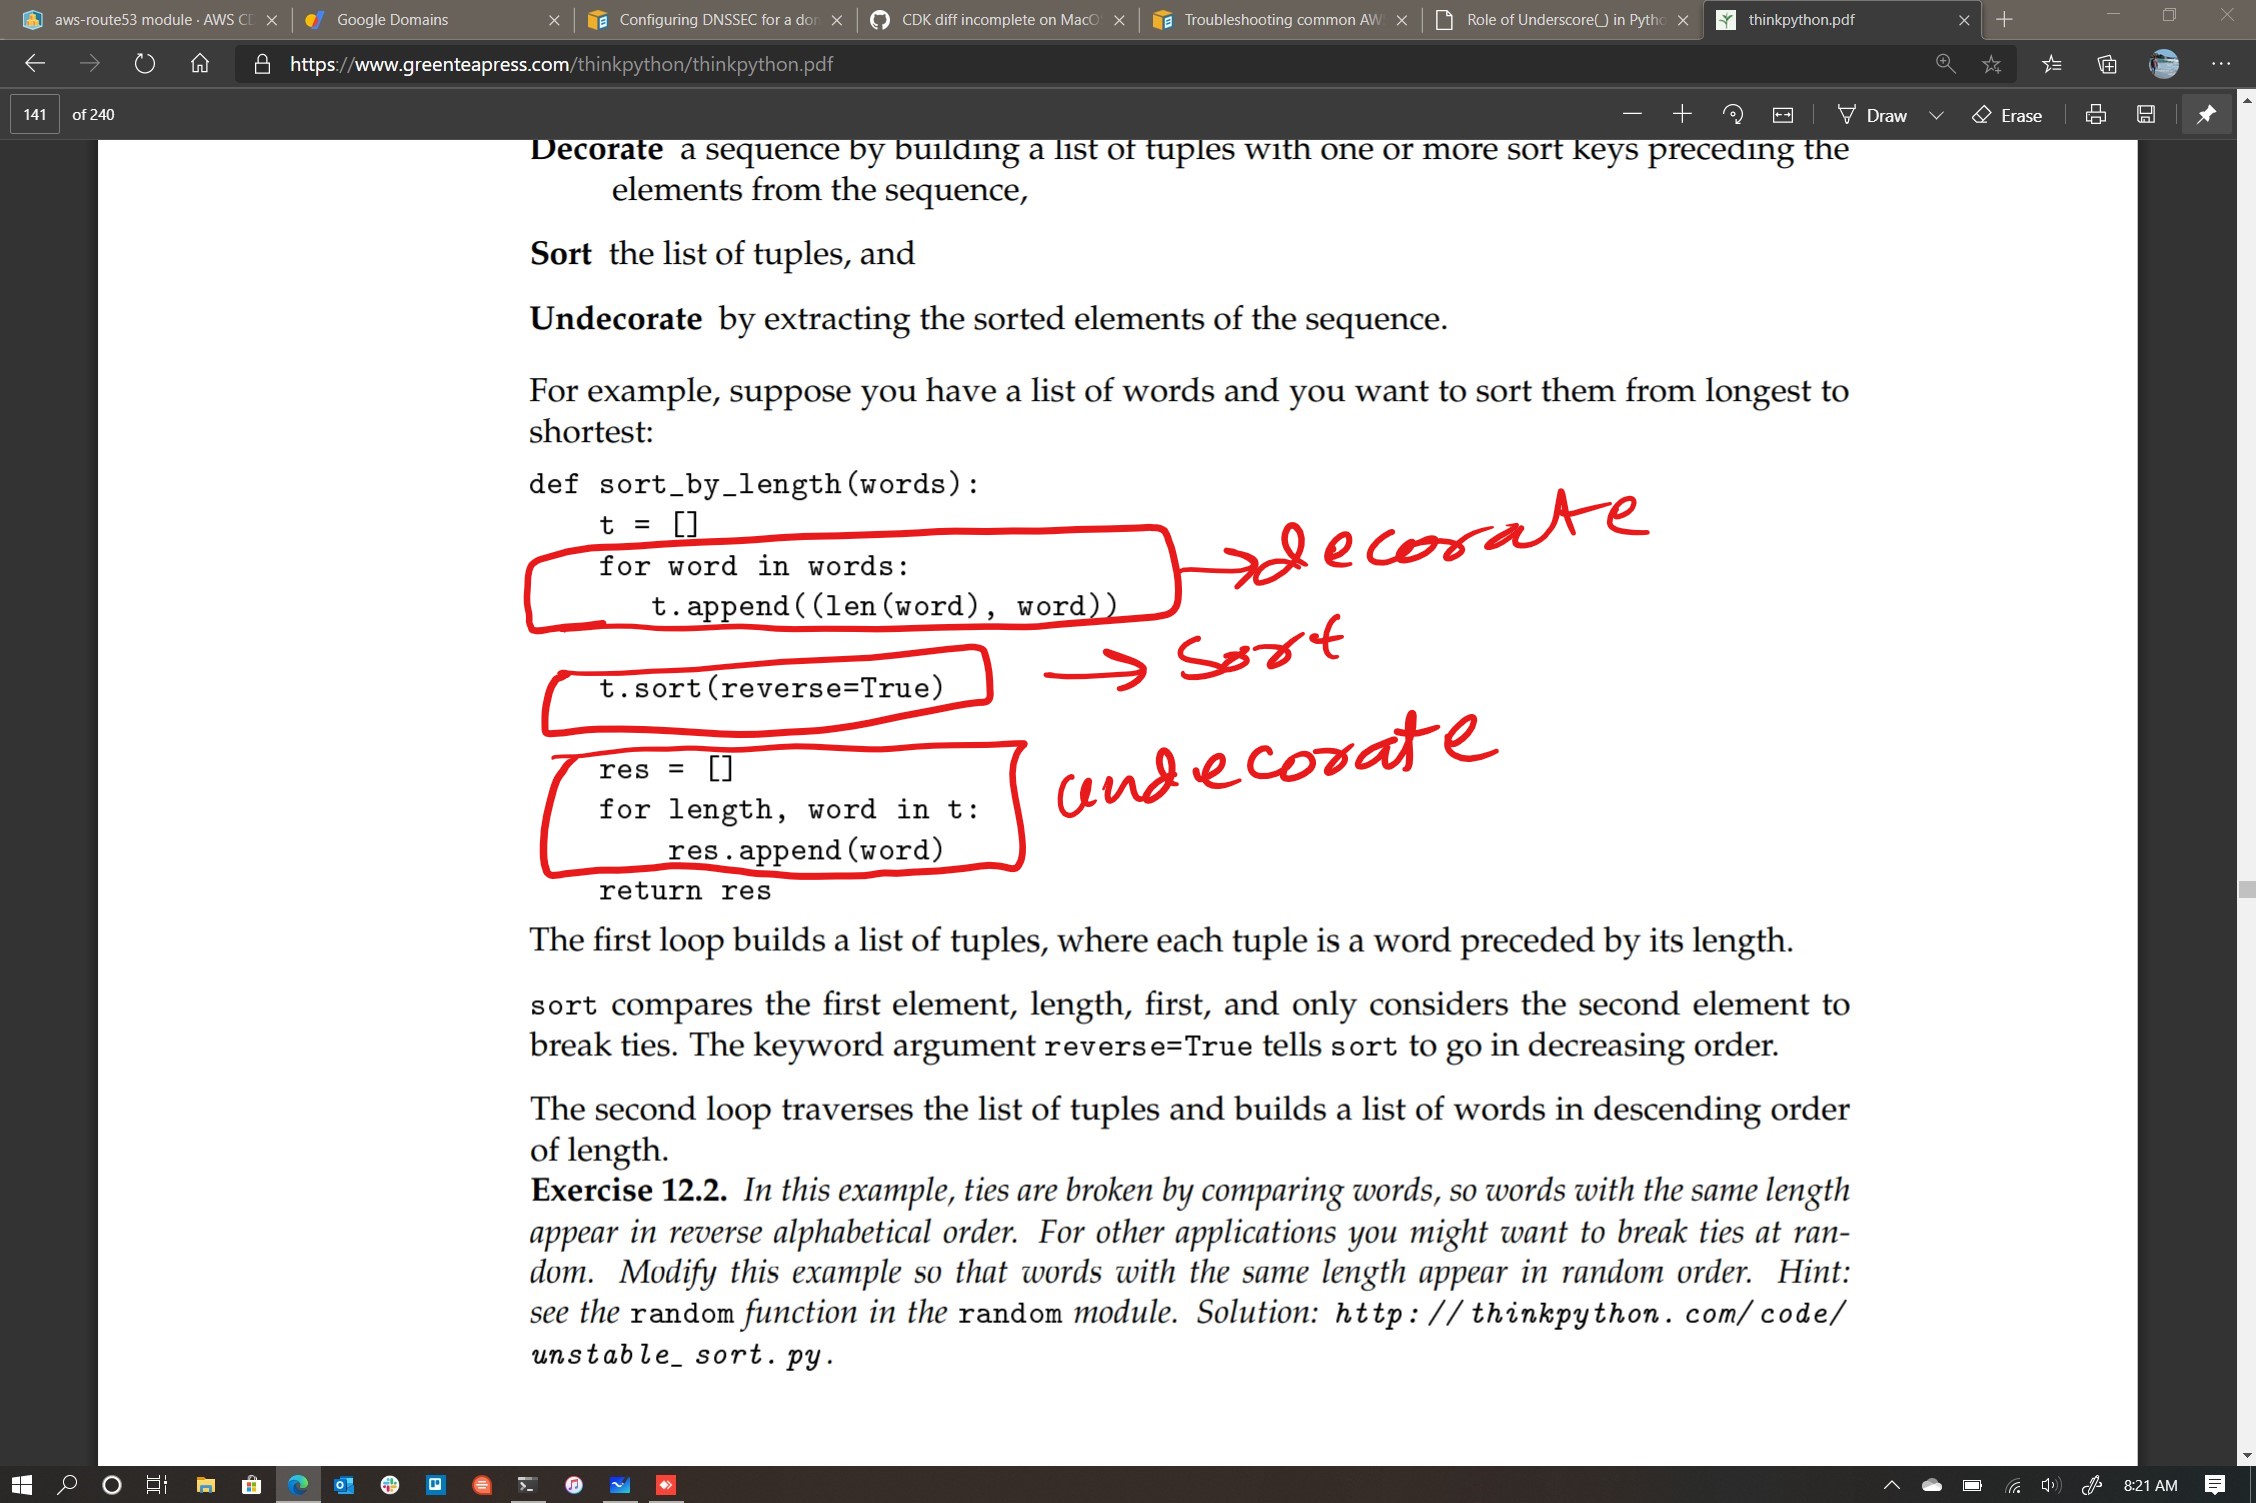 aws-route53 module · AWS CD
Google Domains
Configuring DNSSEC for a don
CDK diff incomplete on MacO
Troubleshooting common AW
Role of Underscore(_) in Pytho
thinkpython.pdf
https://www.greenteapress.com/thinkpython/thinkpython.pdf
141 of 240
Draw
Erase
Decorate a sequence by building a list of tuples with one or more sort keys preceding the
elements from the sequence,
Sort the list of tuples, and
Undecorate by extracting the sorted elements of the sequence.
For example, suppose you have a list of words and you want to sort them from longest to
shortest:
def sort_by_length(words):
t = []
for word in words:
t.append((len(word), word))
decorate
t.sort(reverse=True)
sort
res = []
for length, word in t:
res.append(word)
undecorate
return res
The first loop builds a list of tuples, where each tuple is a word preceded by its length.
sort compares the first element, length, first, and only considers the second element to
break ties. The keyword argument reverse=True tells sort to go in decreasing order.
The second loop traverses the list of tuples and builds a list of words in descending order
of length.
Exercise 12.2. In this example, ties are broken by comparing words, so words with the same length
appear in reverse alphabetical order. For other applications you might want to break ties at ran-
dom. Modify this example so that words with the same length appear in random order. Hint:
see the random function in the random module. Solution: http://thinkpython.com/code/
unstable_sort.py.
8:21 AM